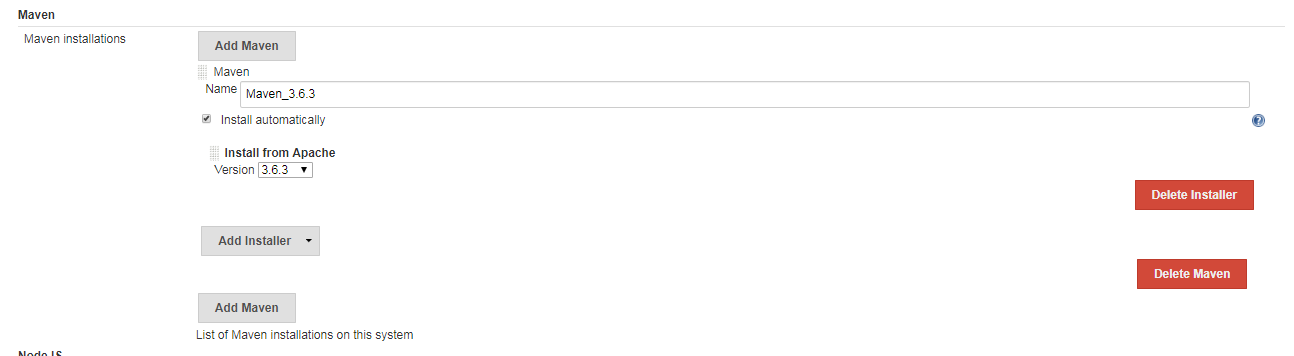 Maven
Maven installations
Add Maven
Maven
Name Maven_3.6.3
Install automatically
Install from Apache
Version 3.6.3
Delete Installer
Add Installer
Delete Maven
Add Maven
List of Maven installations on this system
NodeJS